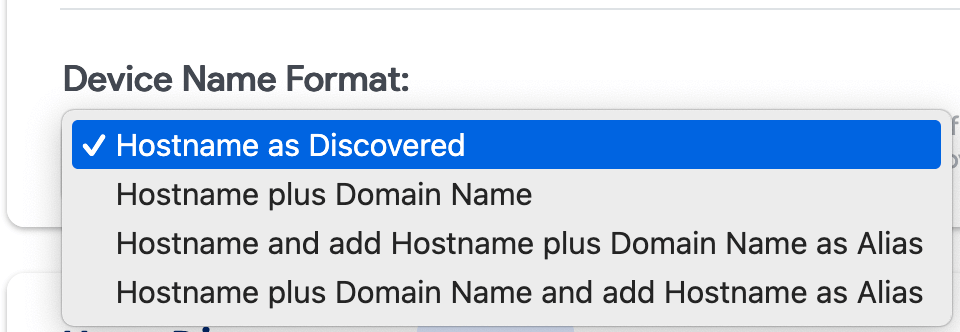 Device Name Format:
✓ Hostname as Discovered
Hostname plus Domain Name
Hostname and add Hostname plus Domain Name as Alias
Hostname plus Domain Name and add Hostname as Alias